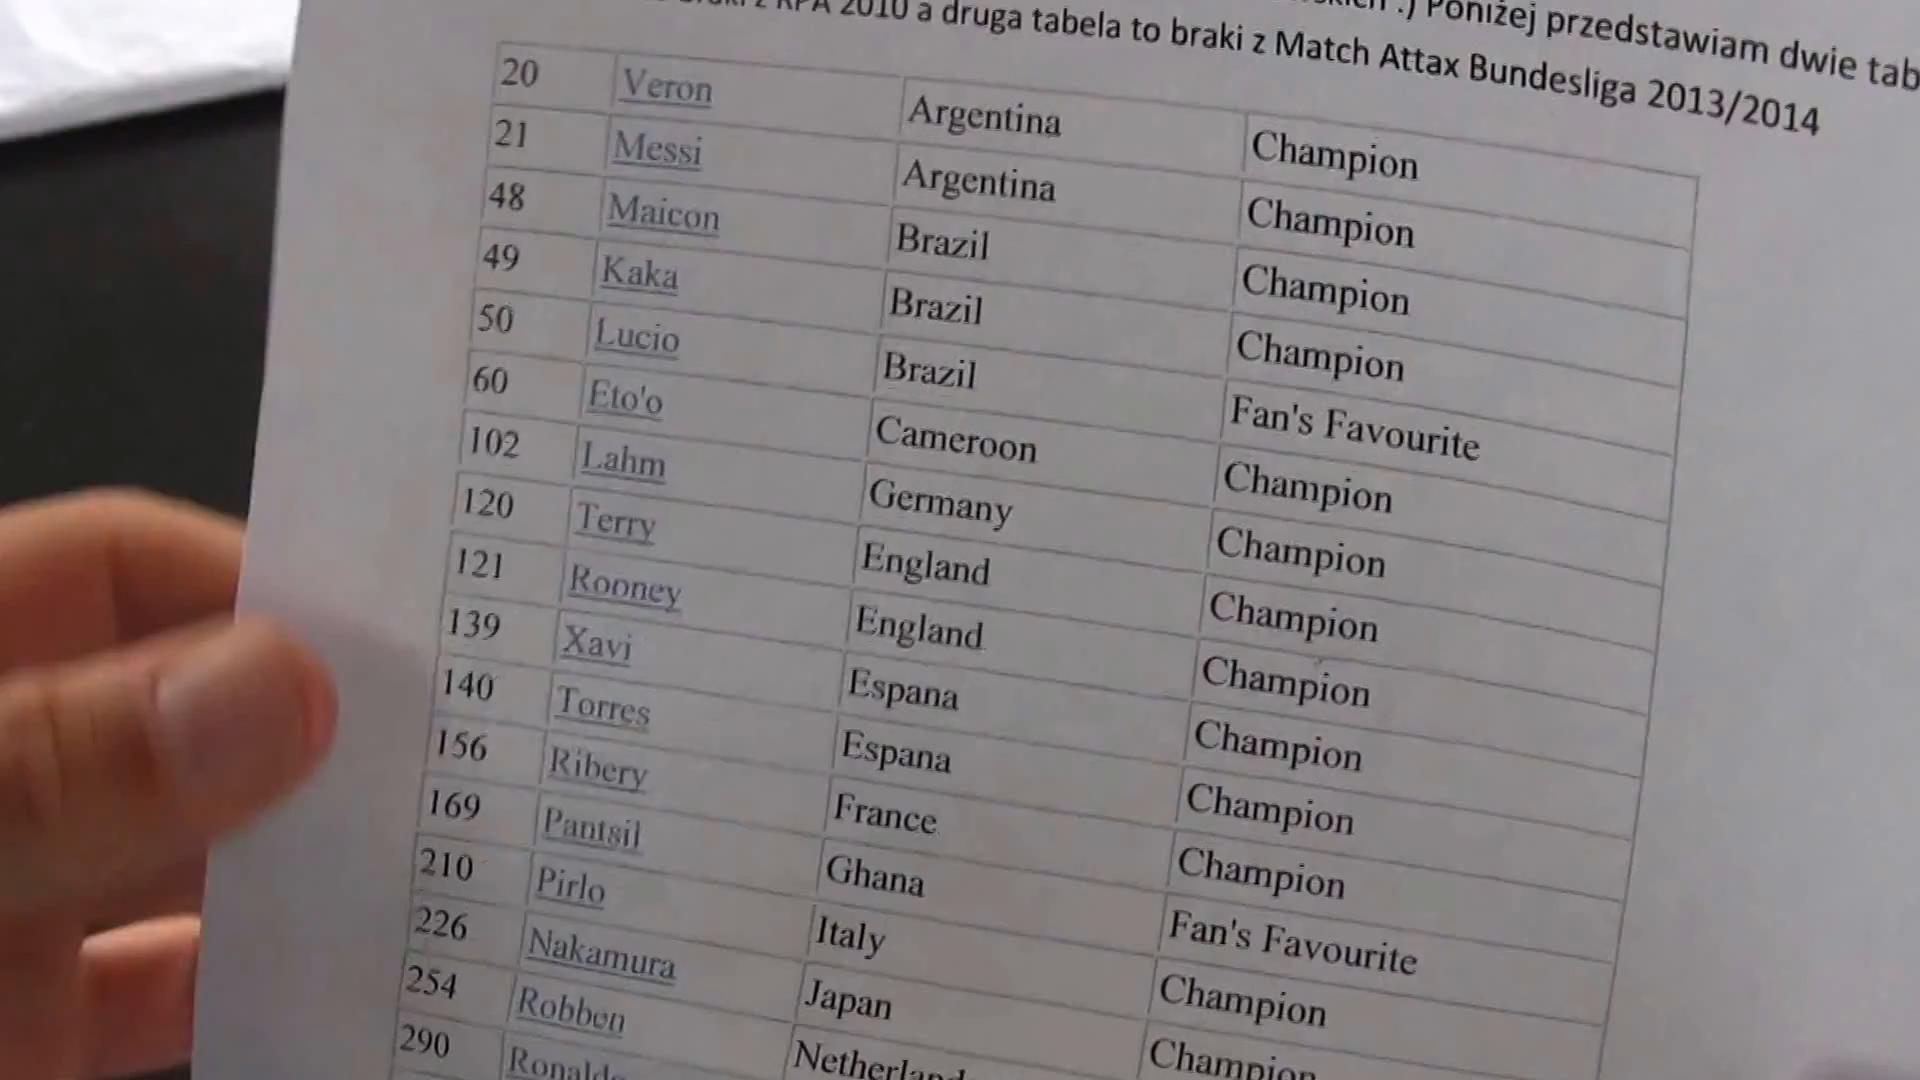 Poniżej przedstawiam dwie
z RPA 2010 a druga tabela to braki z Match Attax Bundesliga 2013/2014
20 Veron Argentina Champion
21 Messi Argentina Champion
48 Maicon Brazil Champion
49 Kaka Brazil Champion
50 Lucio Brazil Fan's Favourite
60 Eto'o Cameroon Champion
102 Lahm Germany Champion
120 Terry England Champion
121 Rooney England Champion
139 Xavi Espana Champion
140 Torres Espana Champion
156 Ribery France Champion
169 Pantsil Ghana Fan's Favourite
210 Pirlo Italy Champion
226 Nakamura Japan Champion
254 Robben
290